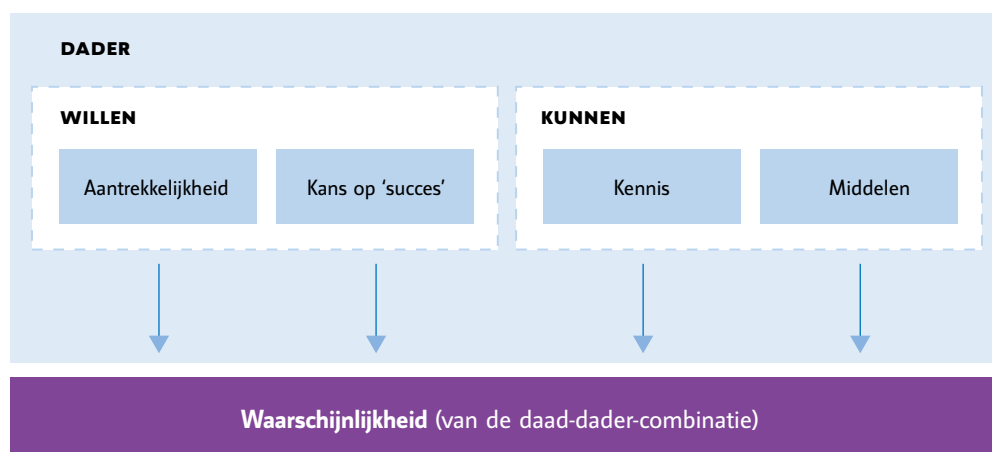 DADER
WILLEN
KUNNEN
Aantrekkelijkheid
Kans op ‘succes’
Kennis
Middelen
Waarschijnlijkheid (van de daad-dader-combinatie)